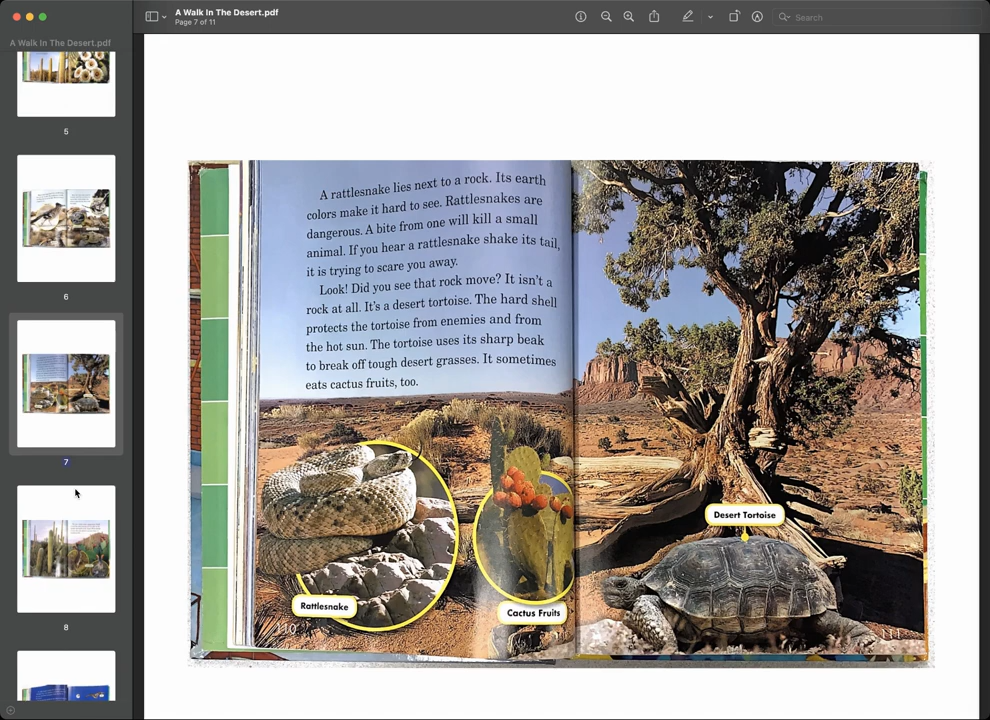 A Walk In The Desert.pdf
Page 7 of 11
Search
A Walk In The Desert.pdf
5
6
7
8
A rattlesnake lies next to a rock. Its earth
colors make it hard to see. Rattlesnakes are
dangerous. A bite from one will kill a small
animal. If you hear a rattlesnake shake its tail,
it is trying to scare you away.
Look! Did you see that rock move? It isn't a
rock at all. It's a desert tortoise. The hard shell
protects the tortoise from enemies and from
the hot sun. The tortoise uses its sharp beak
to break off tough desert grasses. It sometimes
eats cactus fruits, too.
Desert Tortoise
Rattlesnake
Cactus Fruits
110
111